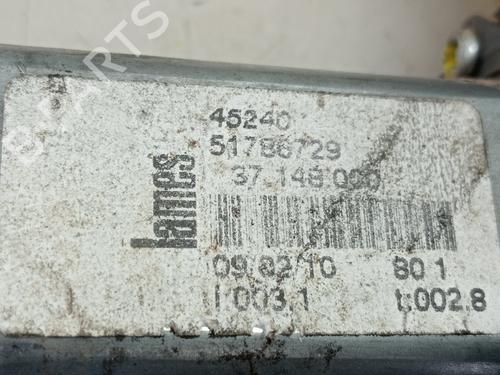 B-PARTS
45240
51786729
37 148 000
lames
09/02/10 80 1
I 003.1 t.002.8